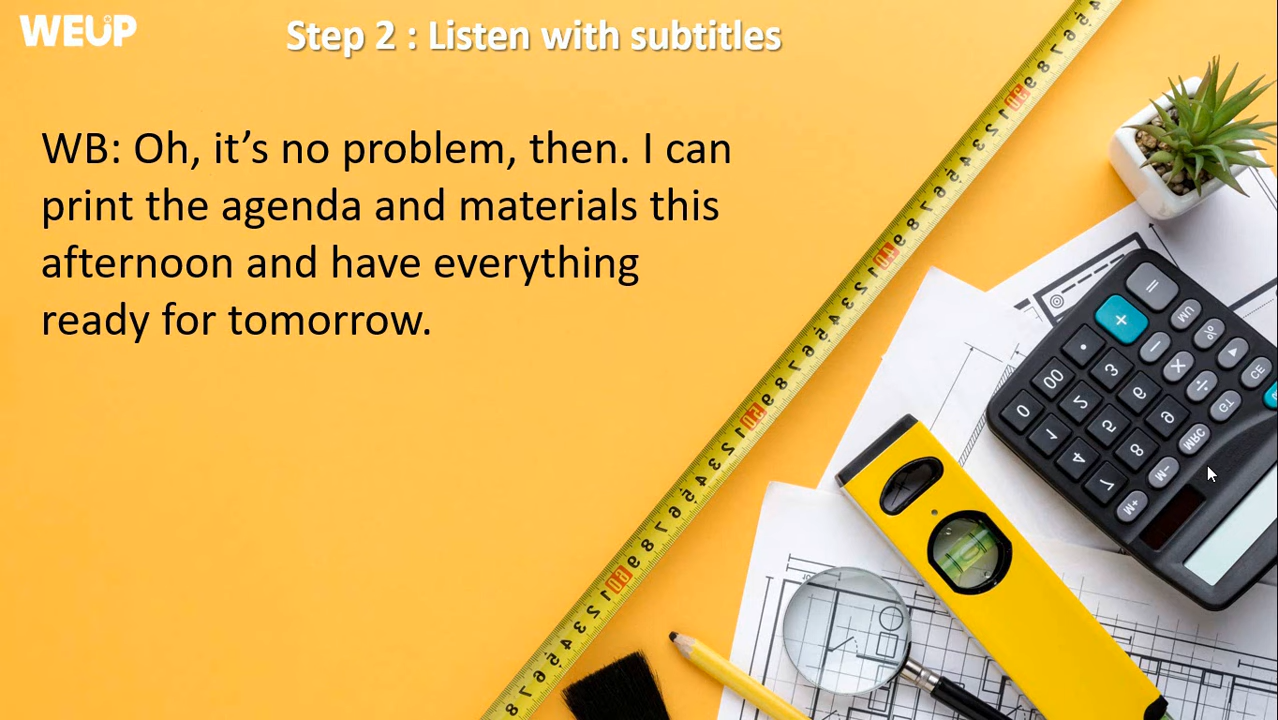 WEUP
Step 2 : Listen with subtitles
WB: Oh, it’s no problem, then. I can
print the agenda and materials this
afternoon and have everything
ready for tomorrow.